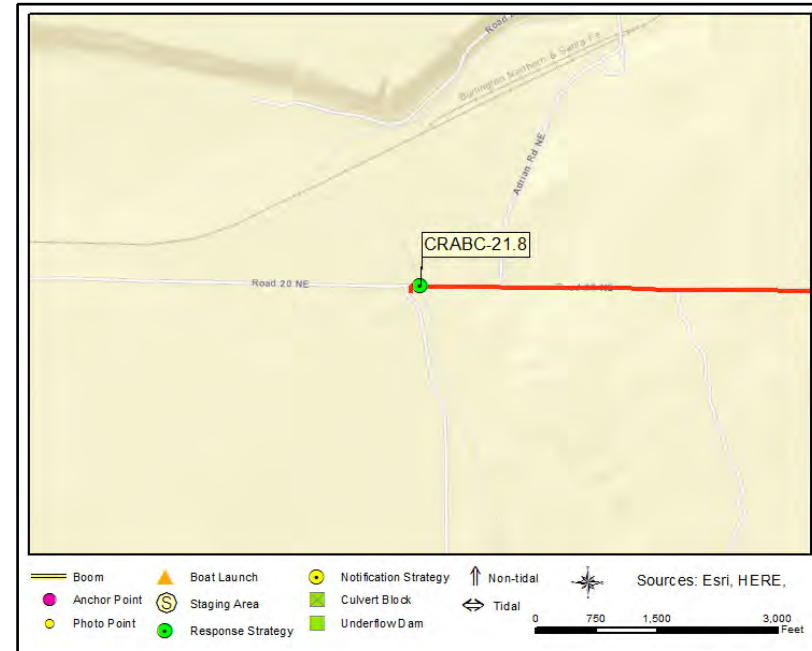 Road 2
Burlington Northern & Santa Fe
Adrian Rd NE
CRABC-21.8
Road 20 NE
Boom
Anchor Point
Photo Point
Boat Launch
S Staging Area
Response Strategy
Notification Strategy
Culvert Block
Underflow Dam
Non-tidal
Tidal
Sources: Esri, HERE,
0 750 1,500 3,000
Feet